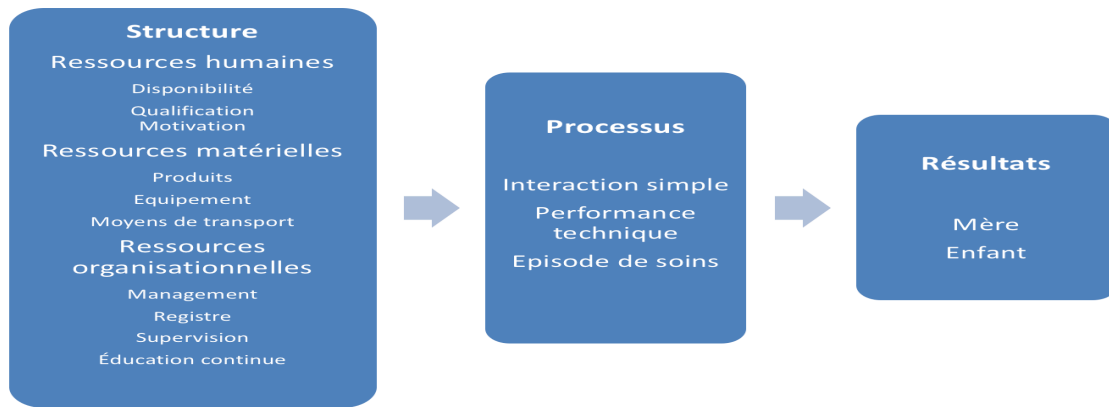 Structure
Ressources humaines
Disponibilité
Qualification
Motivation
Ressources matérielles
Produits
Equipement
Moyens de transport
Ressources
organisationnelles
Management
Registre
Supervision
Éducation continue
Processus
Interaction simple
Performance
technique
Episode de soins
Résultats
Mère
Enfant